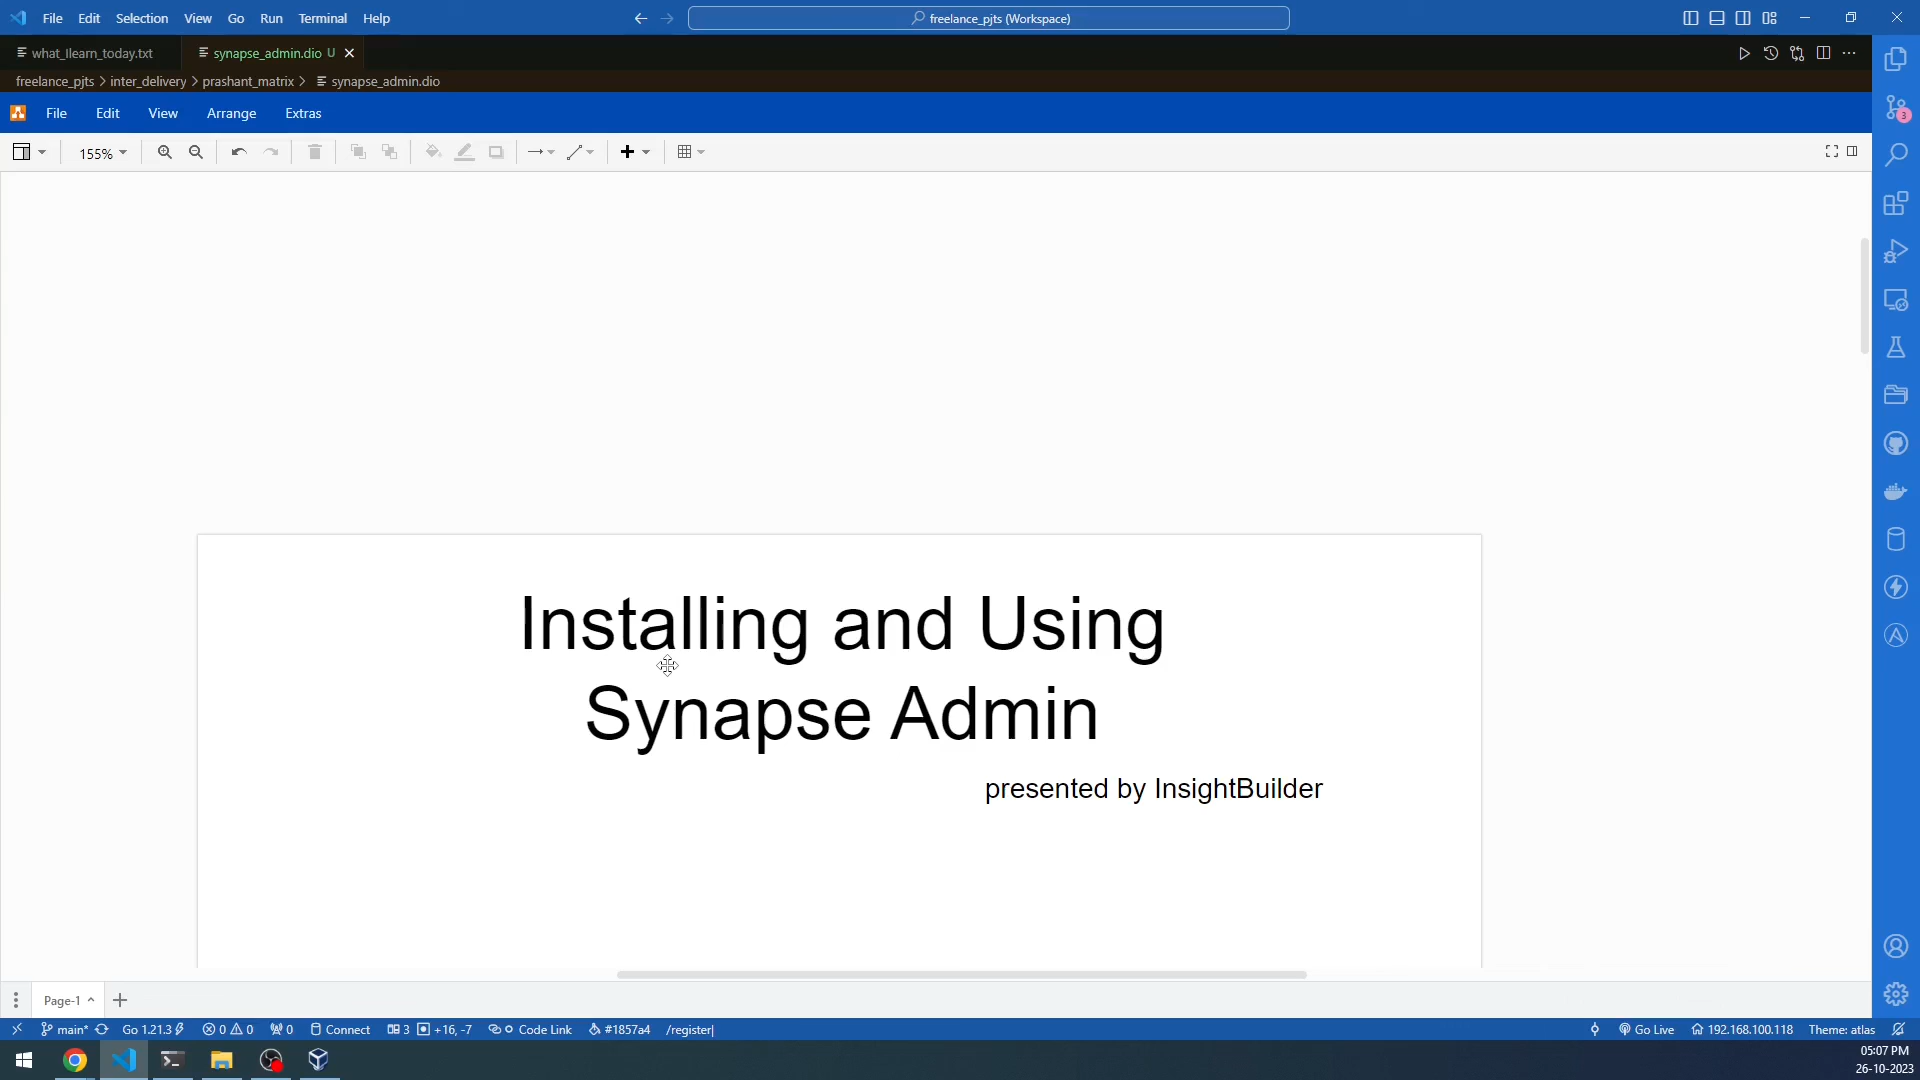 File Edit Selection View Go Run Terminal Help
freelance_pjts (Workspace)
what_Ilearn_today.txt
synapse_admin.dio U
freelance_pjts > inter_delivery > prashant_matrix > synapse_admin.dio
File Edit View Arrange Extras
155%
3
Installing and Using
Synapse Admin
presented by InsightBuilder
Page-1
main* Go 1.21.3 0 0 0 Connect 3 +16, -7 Code Link #1857a4 /register|
Go Live 192.168.100.118 Theme: atlas
05:07 PM
26-10-2023